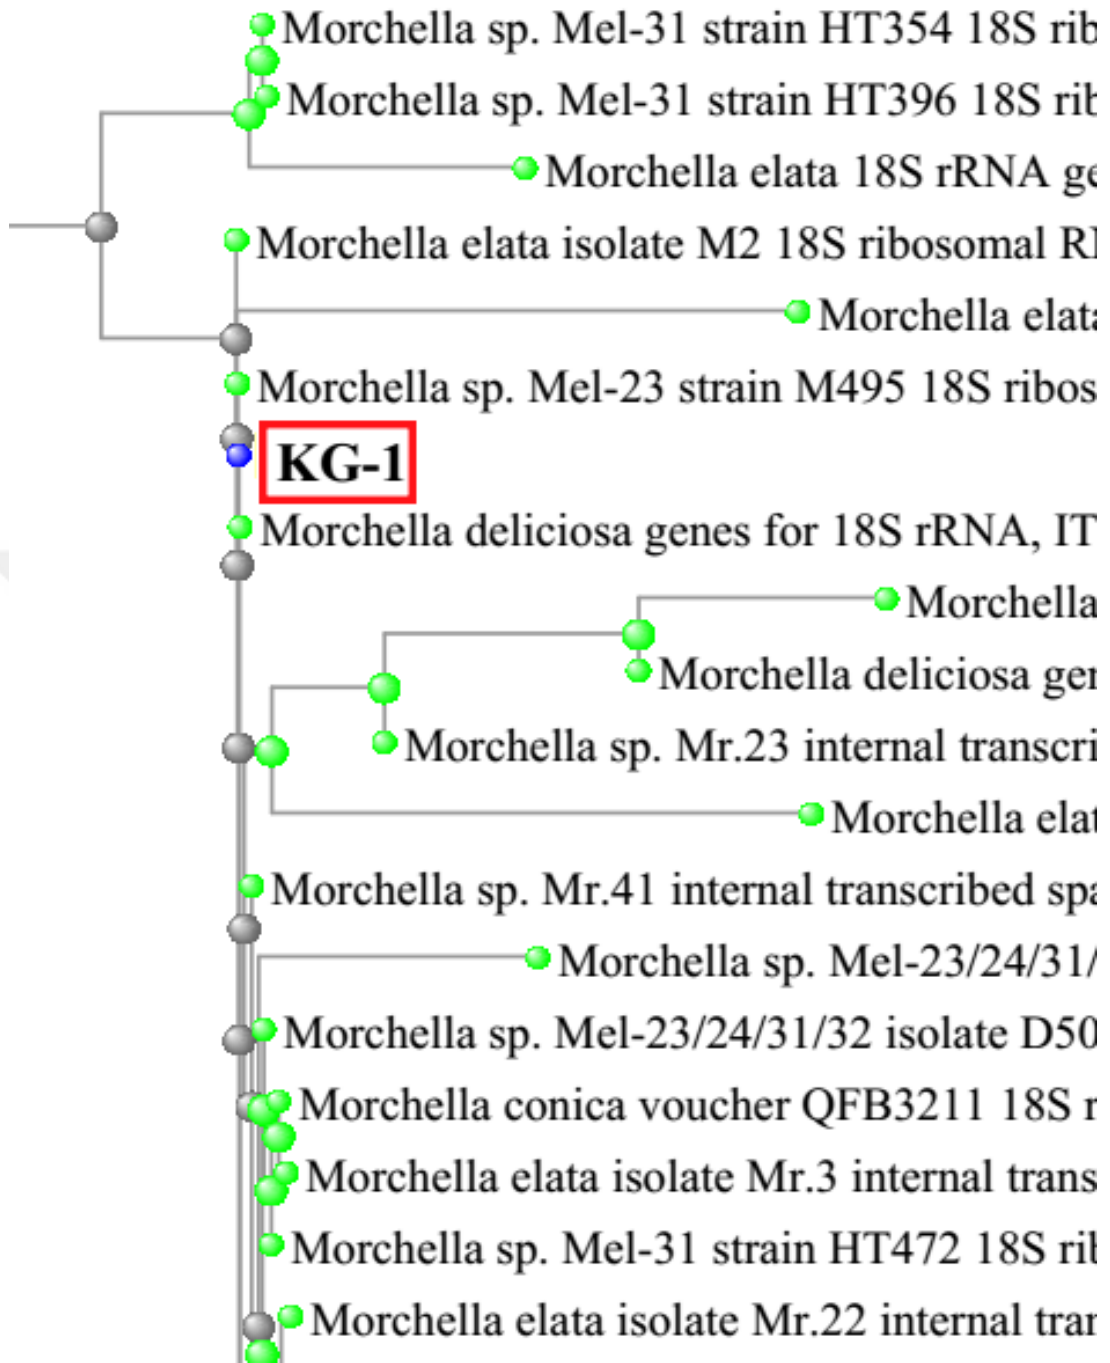 Morchella sp. Mel-31 strain HT354 18S rib
Morchella sp. Mel-31 strain HT396 18S rib
Morchella elata 18S rRNA ge
Morchella elata isolate M2 18S ribosomal RN
Morchella elata
Morchella sp. Mel-23 strain M495 18S ribos
KG-1
Morchella deliciosa genes for 18S rRNA, IT
Morchella
Morchella deliciosa gen
Morchella sp. Mr.23 internal transcri
Morchella elat
Morchella sp. Mr.41 internal transcribed spa
Morchella sp. Mel-23/24/31/
Morchella sp. Mel-23/24/31/32 isolate D50
Morchella conica voucher QFB3211 18S r
Morchella elata isolate Mr.3 internal trans
Morchella sp. Mel-31 strain HT472 18S rib
Morchella elata isolate Mr.22 internal tran